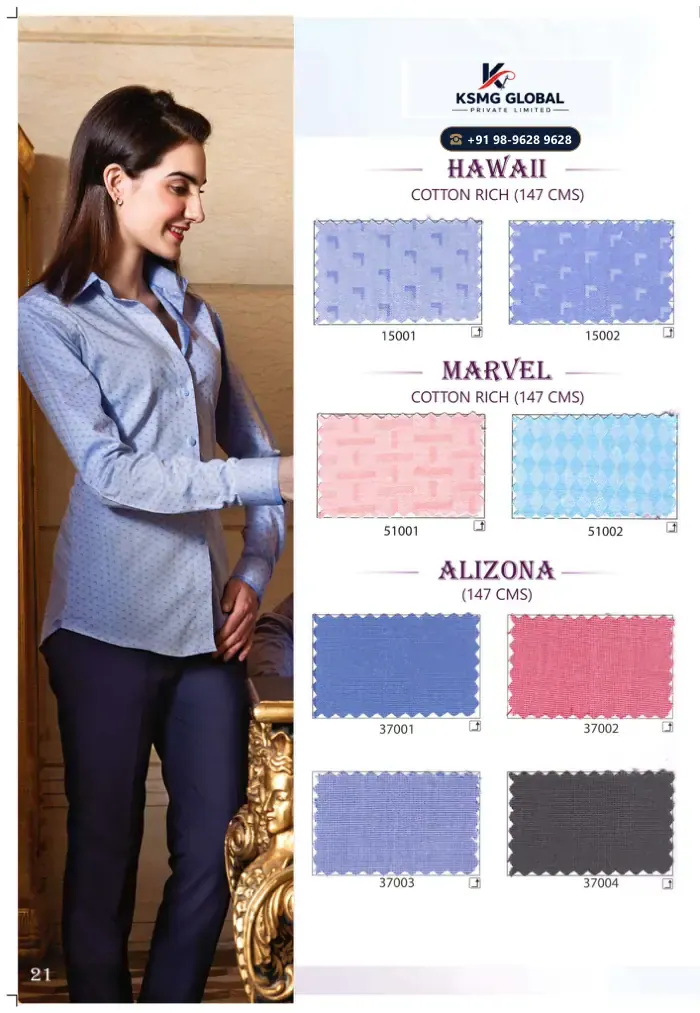 KSMG GLOBAL
PRIVATE LIMITED
+91 98-9628 9628
HAWAII
COTTON RICH (147 CMS)
15001
15002
MARVEL
COTTON RICH (147 CMS)
51001
51002
ALIZONA
(147 CMS)
37001
37002
37003
37004
21